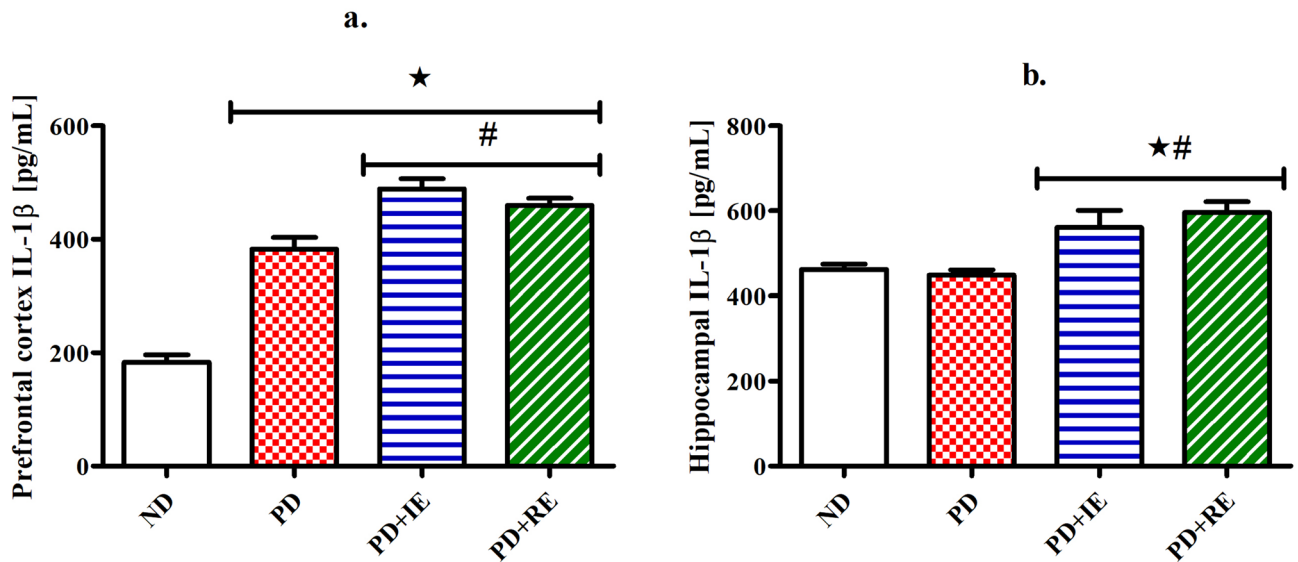 a.
Prefrontal cortex IL-1β [pg/mL]
600
400
200
0
★
#
ND
PD
PD+IE
PD+RE
b.
Hippocampal IL-1β [pg/mL]
800
600
400
200
0
★#
ND
PD
PD+IE
PD+RE